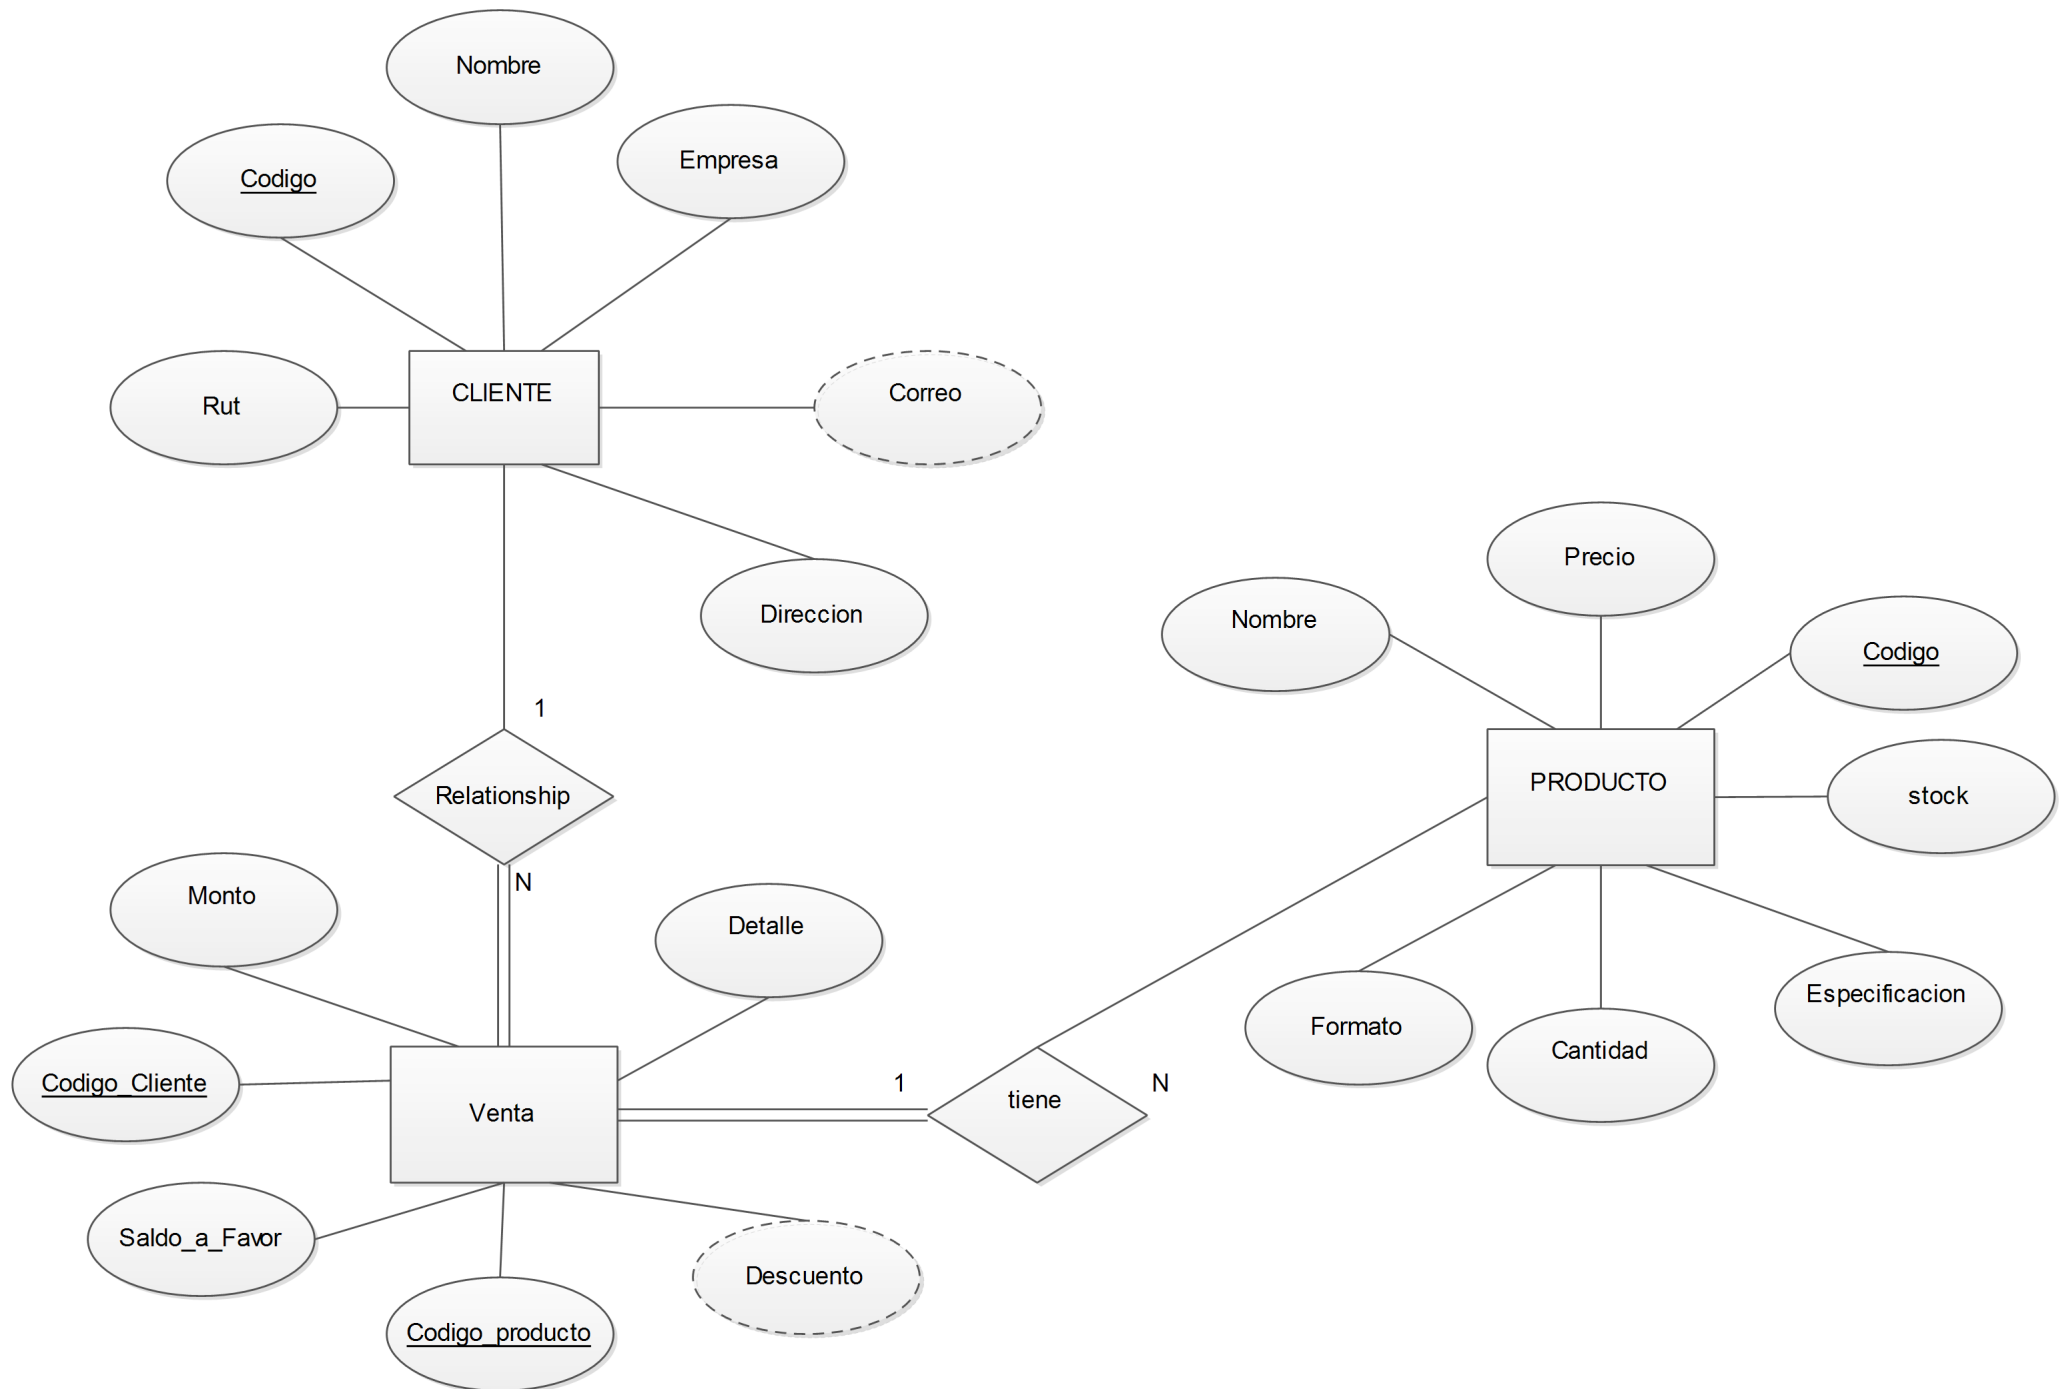 Nombre
Empresa
Codigo
CLIENTE
Correo
Rut
Precio
Direccion
Nombre
Codigo
1
PRODUCTO
stock
Relationship
N
Monto
Detalle
Especificacion
Formato
Cantidad
Codigo_Cliente
1
N
tiene
Venta
Saldo_a_Favor
Descuento
Codigo_producto